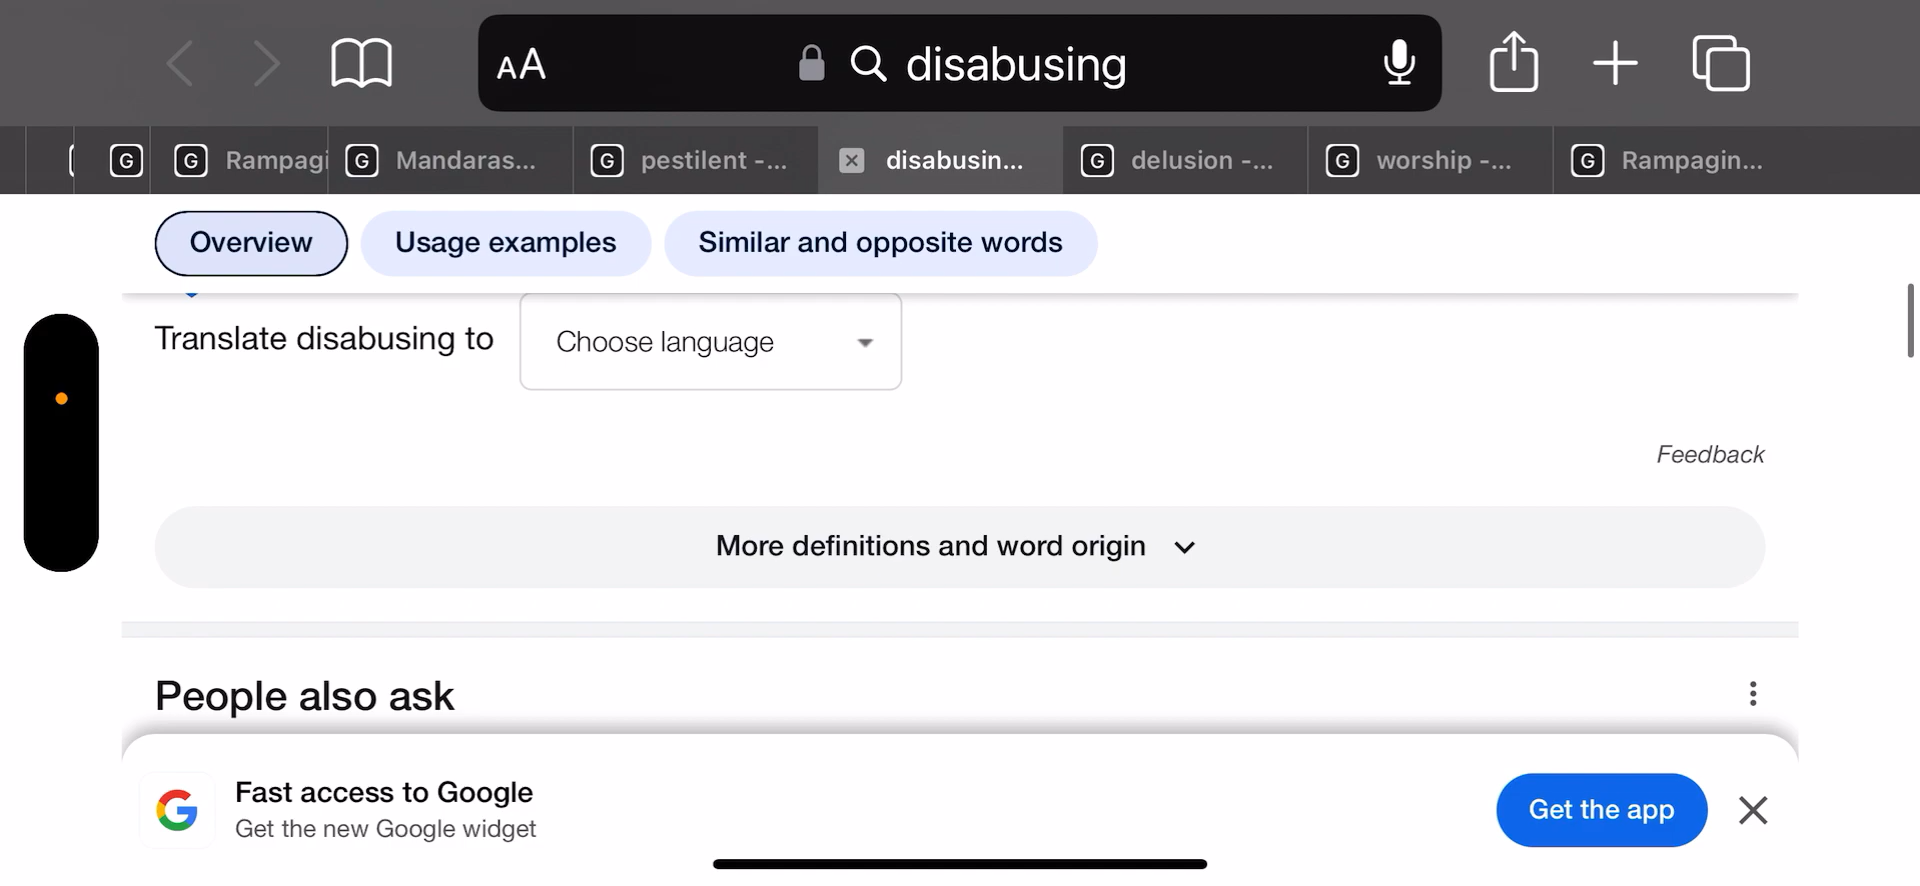 AA disabusing
Rampagi Mandaras... pestilent -... disabusin... delusion -... worship -... Rampagin...
Overview Usage examples Similar and opposite words
Translate disabusing to Choose language
Feedback
More definitions and word origin
People also ask
Fast access to Google
Get the new Google widget
Get the app